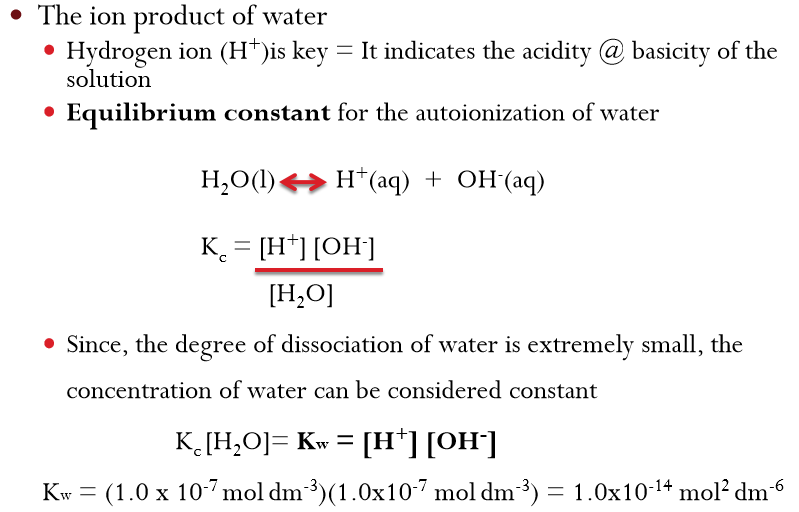 • The ion product of water
• Hydrogen ion (H⁺)is key = It indicates the acidity @ basicity of the
solution
• Equilibrium constant for the autoionization of water
H₂O(l) ↔ H⁺(aq) + OH⁻(aq)
K꜀ = [H⁺] [OH⁻]
[H₂O]
• Since, the degree of dissociation of water is extremely small, the
concentration of water can be considered constant
K꜀[H₂O]= Kw = [H⁺] [OH⁻]
Kw = (1.0 x 10⁻⁷ mol dm⁻³)(1.0x10⁻⁷ mol dm⁻³) = 1.0x10⁻¹⁴ mol² dm⁻⁶